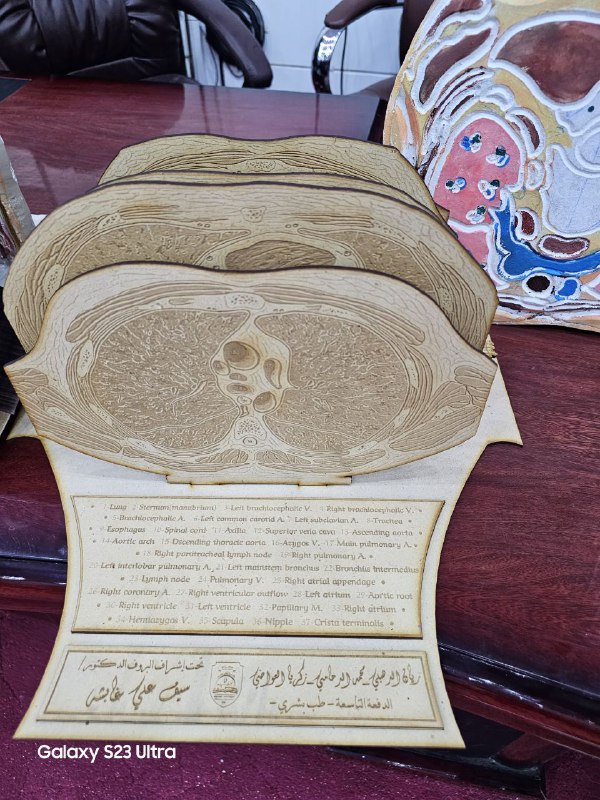 1-Lung 2-Sternum(manubrium) 3-Left brachiocephalic V. 4 Right brachiocephalic V.
5-Brachiocephalic A. 6-Left common carotid A. 7 Left subclavian A. 8-Trachea
9-Esophagus 10-Spinal cord 11-Axilla 12-Superior vena cava 13-Ascending aorta
14-Aortic arch 15-Dscending thoracic aorta 16-Azygos V. 17 Main pulmonary A.
18 Right paratracheal lymph node 19-Right pulmonary A.
20-Left interlobar pulmonary A. 21-Left mainstem bronchus 22-Bronchus intermedius
23-Lymph node 24 Pulmonary V. 25-Right atrial appendage
26-Right coronary A. 27-Right ventricular outflow 28-Left atrium 29-Aortic root
30-Right ventricle 31-Left ventricle 32-Papillary M. 33-Right atrium
34-Hemiazygos V. 35-Scapula 36-Nipple 37-Crista terminalis
تحت إشراف البروف الدكتور/
سيف علي عايشه
الدفعة التاسعة - طب بشري-
Galaxy S23 Ultra